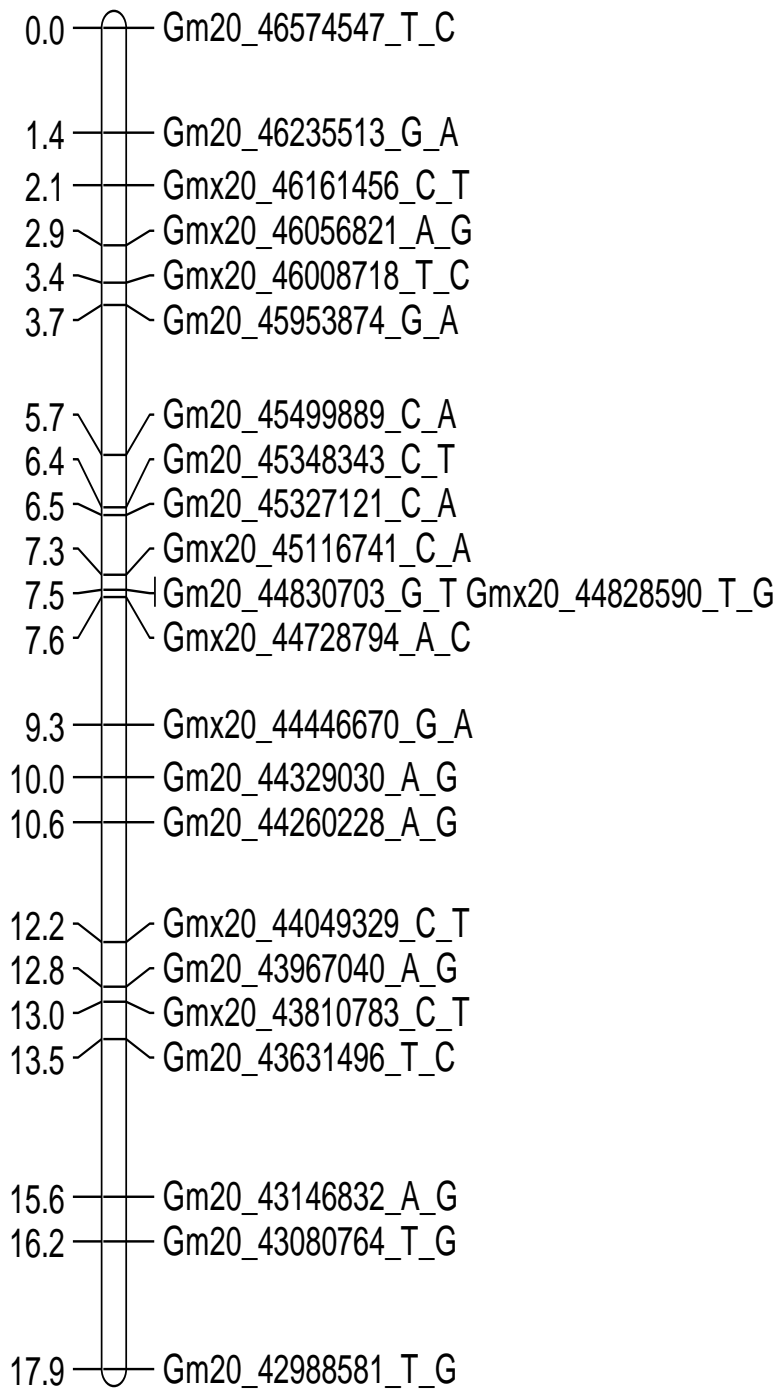 0.0 Gm20_46574547_T_C
1.4 Gm20_46235513_G_A
2.1 Gmx20_46161456_C_T
2.9 Gmx20_46056821_A_G
3.4 Gmx20_46008718_T_C
3.7 Gm20_45953874_G_A
5.7 Gm20_45499889_C_A
6.4 Gm20_45348343_C_T
6.5 Gm20_45327121_C_A
7.3 Gmx20_45116741_C_A
7.5 Gm20_44830703_G_T Gmx20_44828590_T_G
7.6 Gmx20_44728794_A_C
9.3 Gmx20_44446670_G_A
10.0 Gm20_44329030_A_G
10.6 Gm20_44260228_A_G
12.2 Gmx20_44049329_C_T
12.8 Gm20_43967040_A_G
13.0 Gmx20_43810783_C_T
13.5 Gm20_43631496_T_C
15.6 Gm20_43146832_A_G
16.2 Gm20_43080764_T_G
17.9 Gm20_42988581_T_G